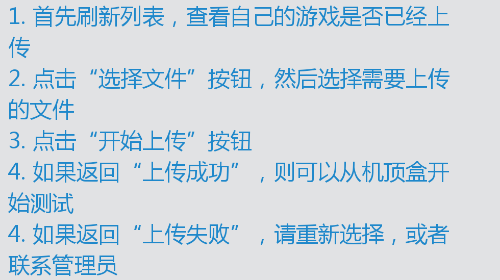 1. 首先刷新列表，查看自己的游戏是否已经上
传
2. 点击“选择文件”按钮，然后选择需要上传
的文件
3. 点击“开始上传”按钮
4. 如果返回“上传成功”，则可以从机顶盒开
始测试
4. 如果返回“上传失败”，请重新选择，或者
联系管理员